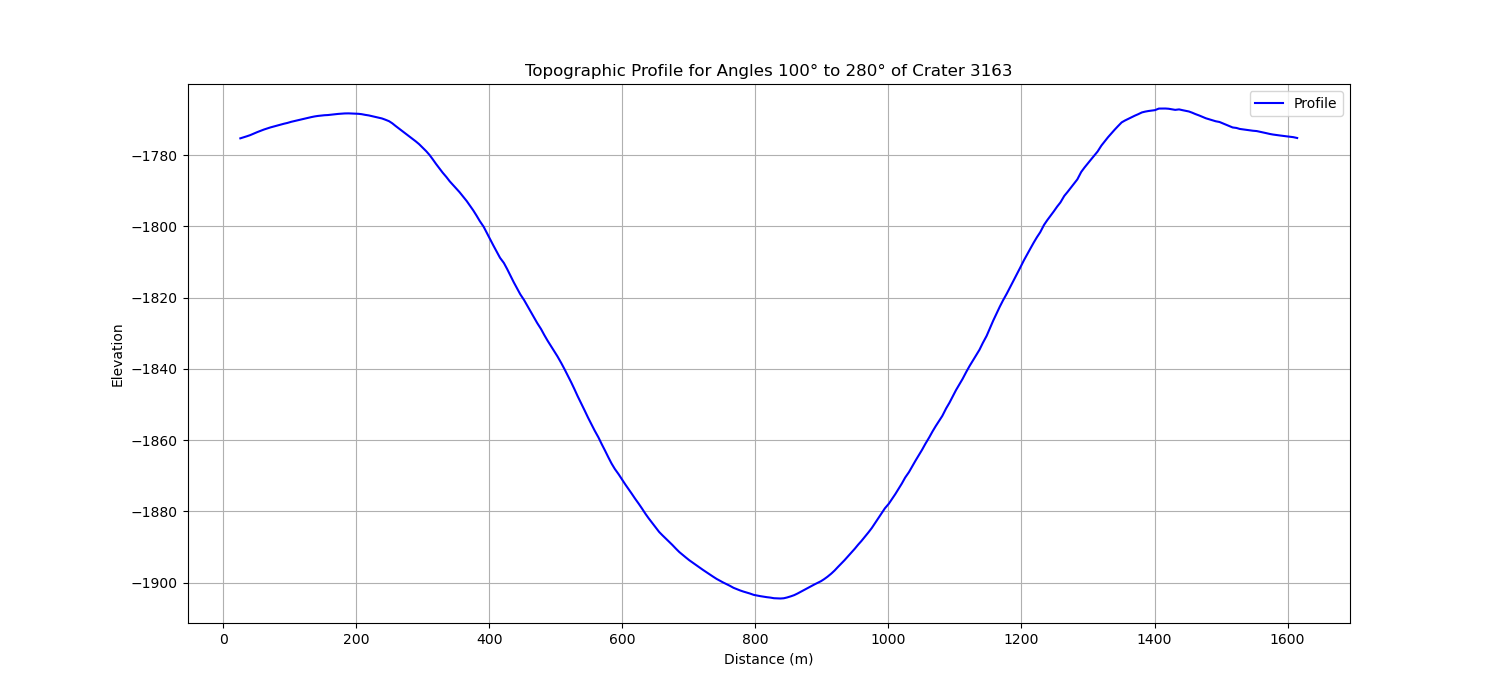 Topographic Profile for Angles 100° to 280° of Crater 3163
Profile
−1780
−1800
−1820
−1840
−1860
−1880
−1900
Elevation
0 200 400 600 800 1000 1200 1400 1600
Distance (m)